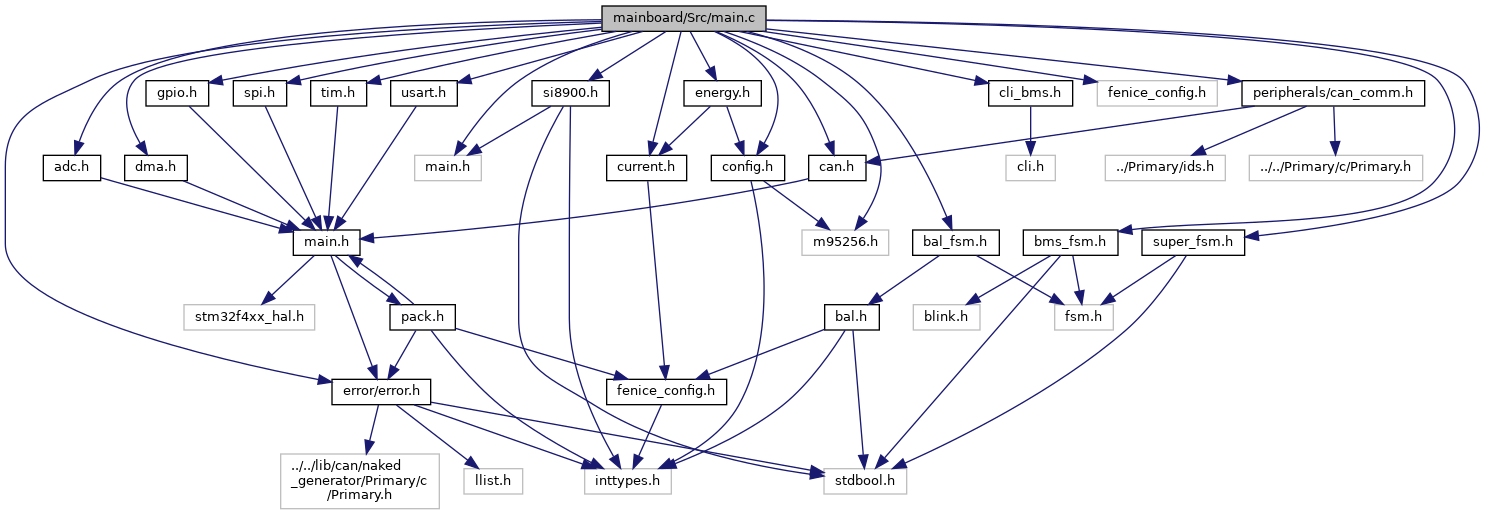 mainboard/Src/main.c
gpio.h
spi.h
tim.h
usart.h
si8900.h
energy.h
cli_bms.h
fenice_config.h
peripherals/can_comm.h
adc.h
dma.h
main.h
current.h
config.h
can.h
cli.h
../Primary/ids.h
../../Primary/c/Primary.h
main.h
m95256.h
bal_fsm.h
bms_fsm.h
super_fsm.h
stm32f4xx_hal.h
pack.h
bal.h
blink.h
fsm.h
error/error.h
fenice_config.h
../../lib/can/naked
_generator/Primary/c
/Primary.h
llist.h
inttypes.h
stdbool.h